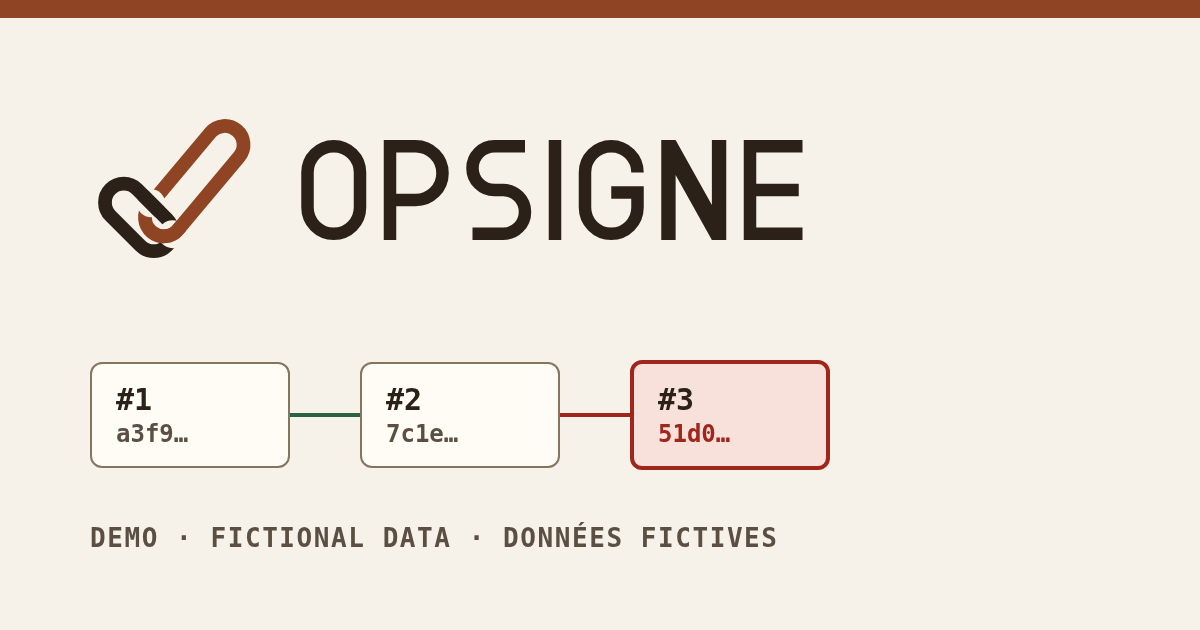 OPSIGNE
#1
a3f9…
#2
7c1e…
#3
51d0…
DEMO · FICTIONAL DATA · DONNÉES FICTIVES